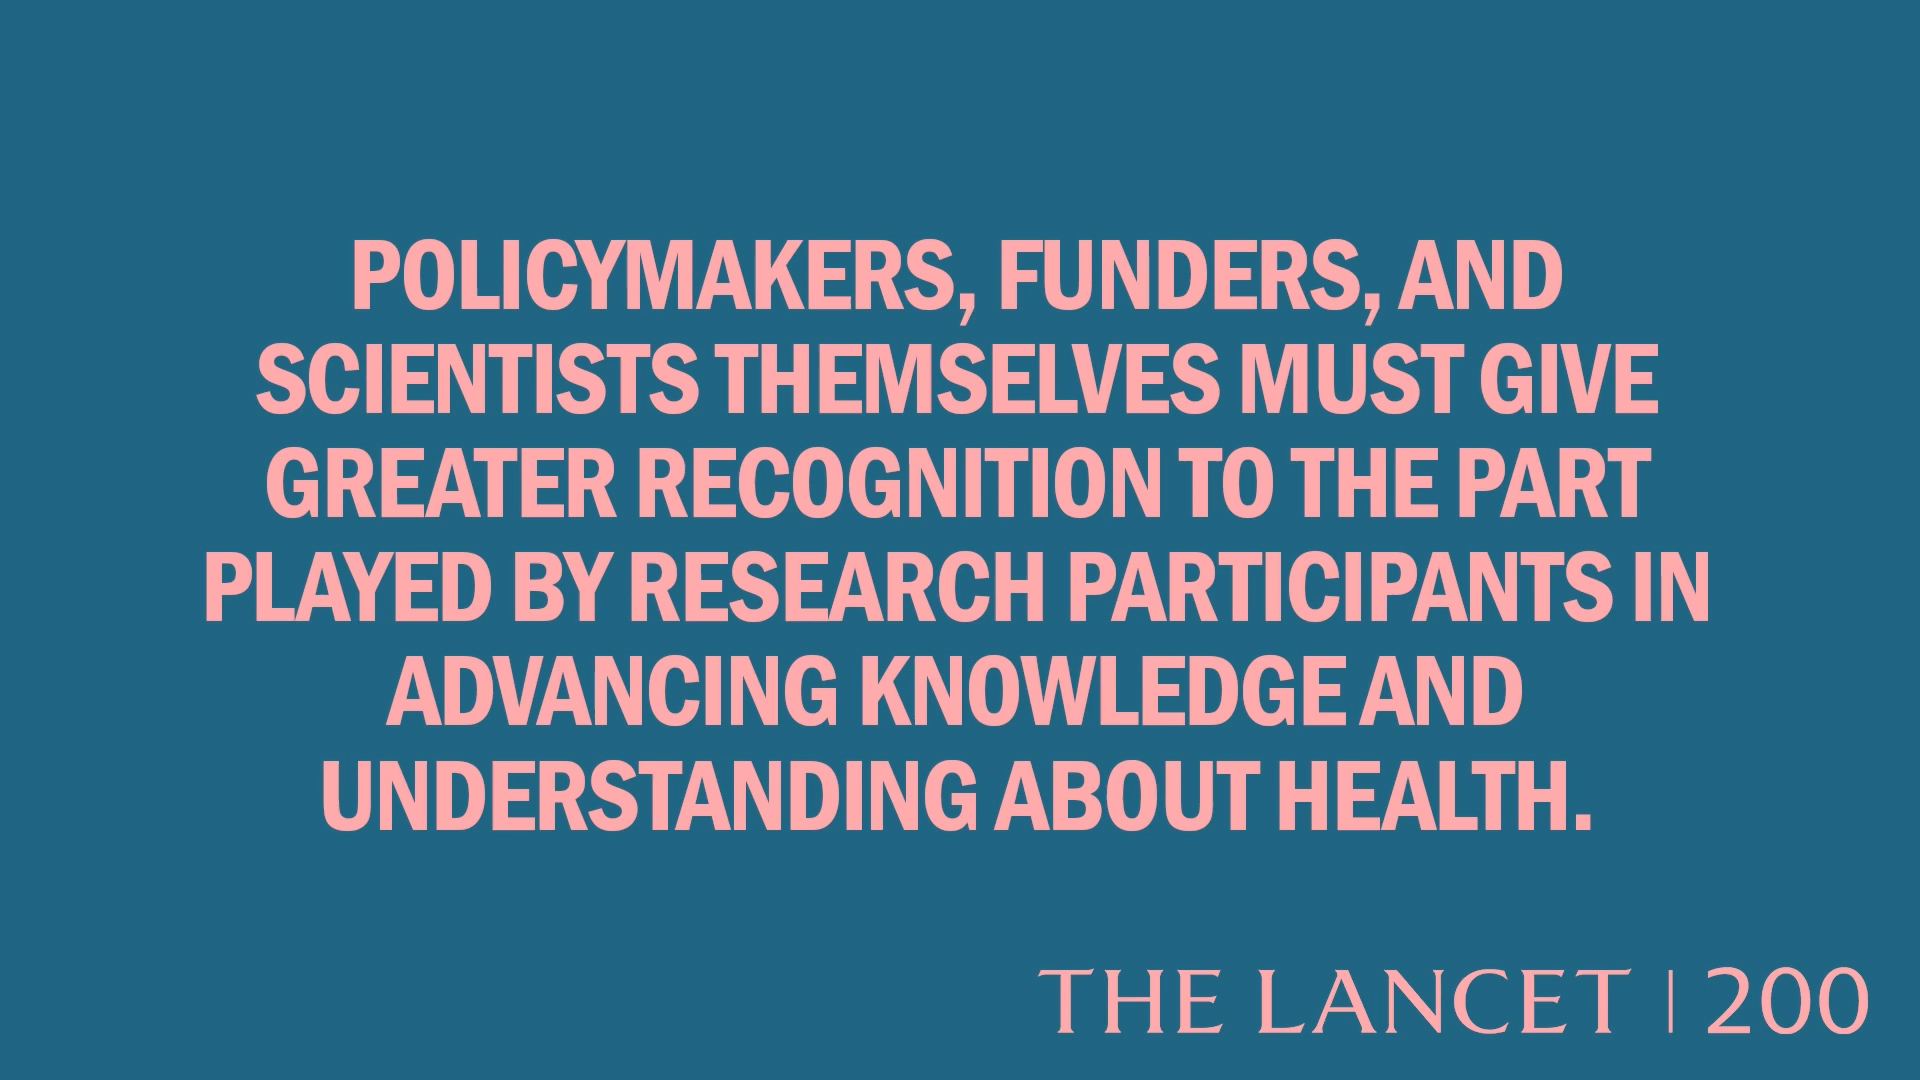 POLICYMAKERS, FUNDERS, AND
SCIENTISTS THEMSELVES MUST GIVE
GREATER RECOGNITION TO THE PART
PLAYED BY RESEARCH PARTICIPANTS IN
ADVANCING KNOWLEDGE AND
UNDERSTANDING ABOUT HEALTH.
THE LANCET | 200